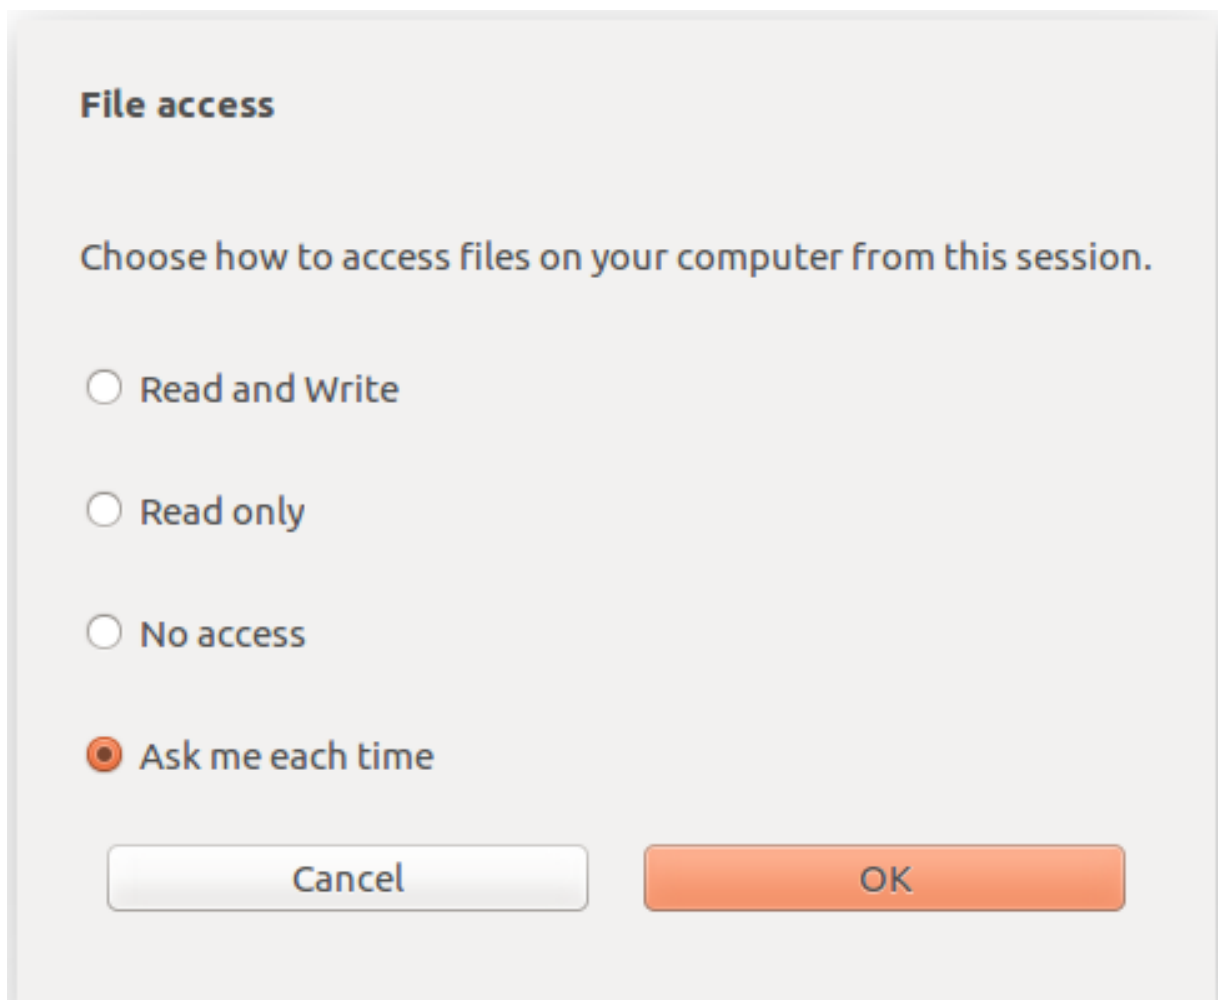 File access
Choose how to access files on your computer from this session.
Read and Write
Read only
No access
Ask me each time
Cancel
OK